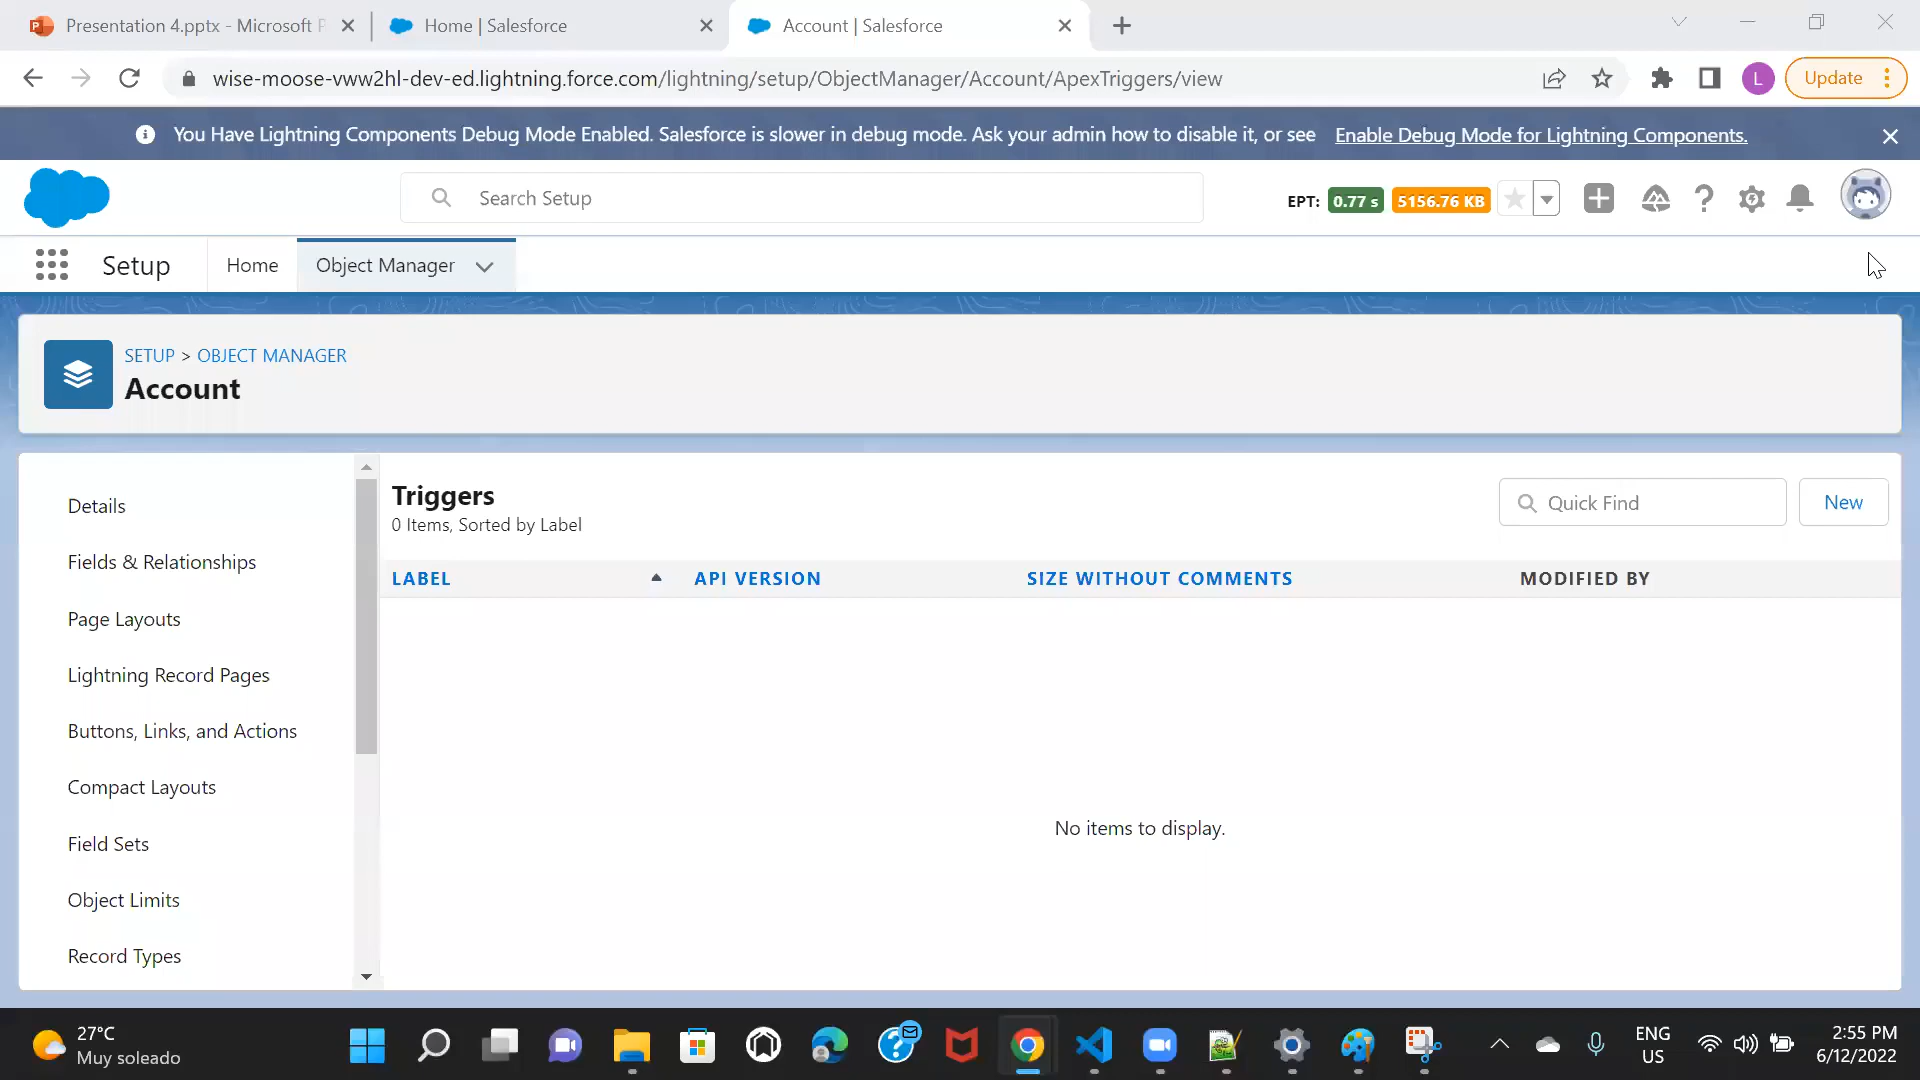 Presentation 4.pptx - Microsoft P
Home | Salesforce
Account | Salesforce
wise-moose-vww2hl-dev-ed.lightning.force.com/lightning/setup/ObjectManager/Account/ApexTriggers/view
L
Update
You Have Lightning Components Debug Mode Enabled. Salesforce is slower in debug mode. Ask your admin how to disable it, or see Enable Debug Mode for Lightning Components.
Search Setup
EPT: 0.77 s 5156.76 KB
Setup
Home
Object Manager
SETUP > OBJECT MANAGER
Account
Details
Fields & Relationships
Page Layouts
Lightning Record Pages
Buttons, Links, and Actions
Compact Layouts
Field Sets
Object Limits
Record Types
Triggers
0 Items, Sorted by Label
Quick Find
New
LABEL API VERSION SIZE WITHOUT COMMENTS MODIFIED BY
No items to display.
27°C
Muy soleado
ENG
US
2:55 PM
6/12/2022